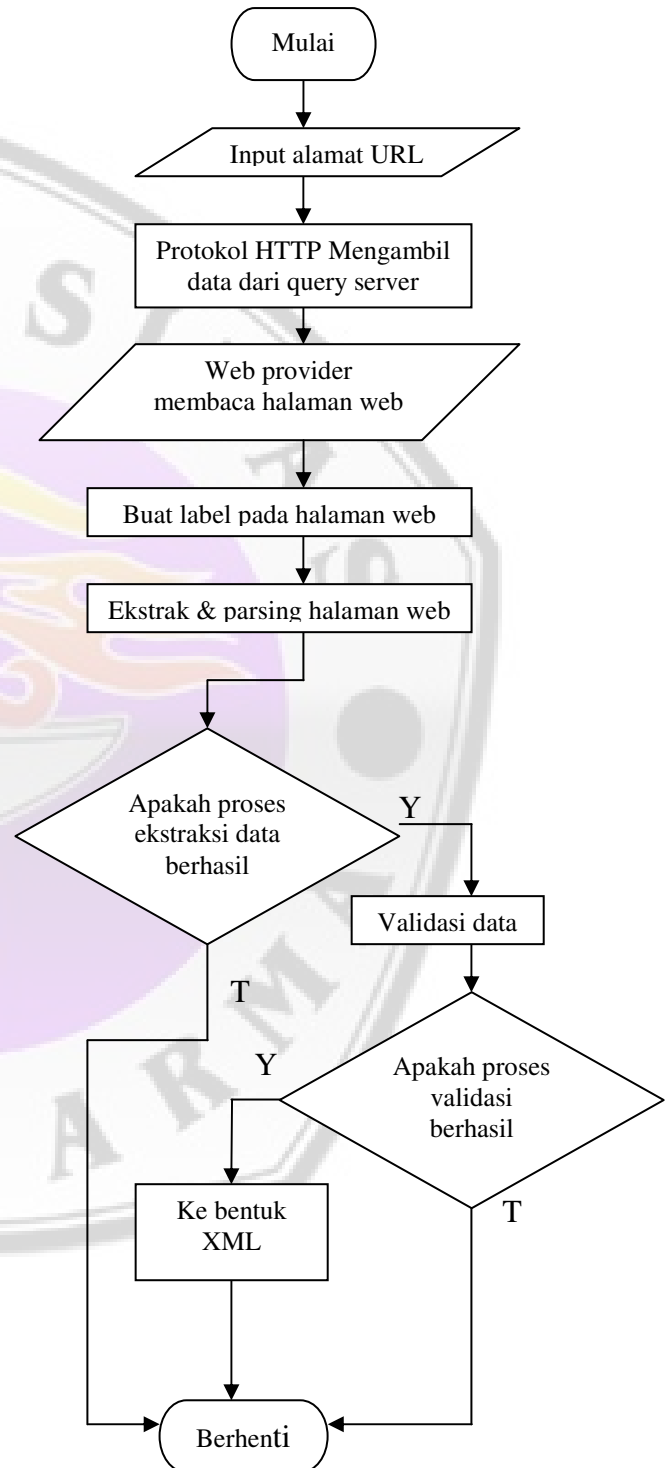 Mulai
Input alamat URL
Protokol HTTP Mengambil
data dari query server
Web provider
membaca halaman web
Buat label pada halaman web
Ekstrak & parsing halaman web
Apakah proses
ekstraksi data
berhasil
Y
Validasi data
T
Y
Apakah proses
validasi
berhasil
Ke bentuk
XML
T
Berhenti